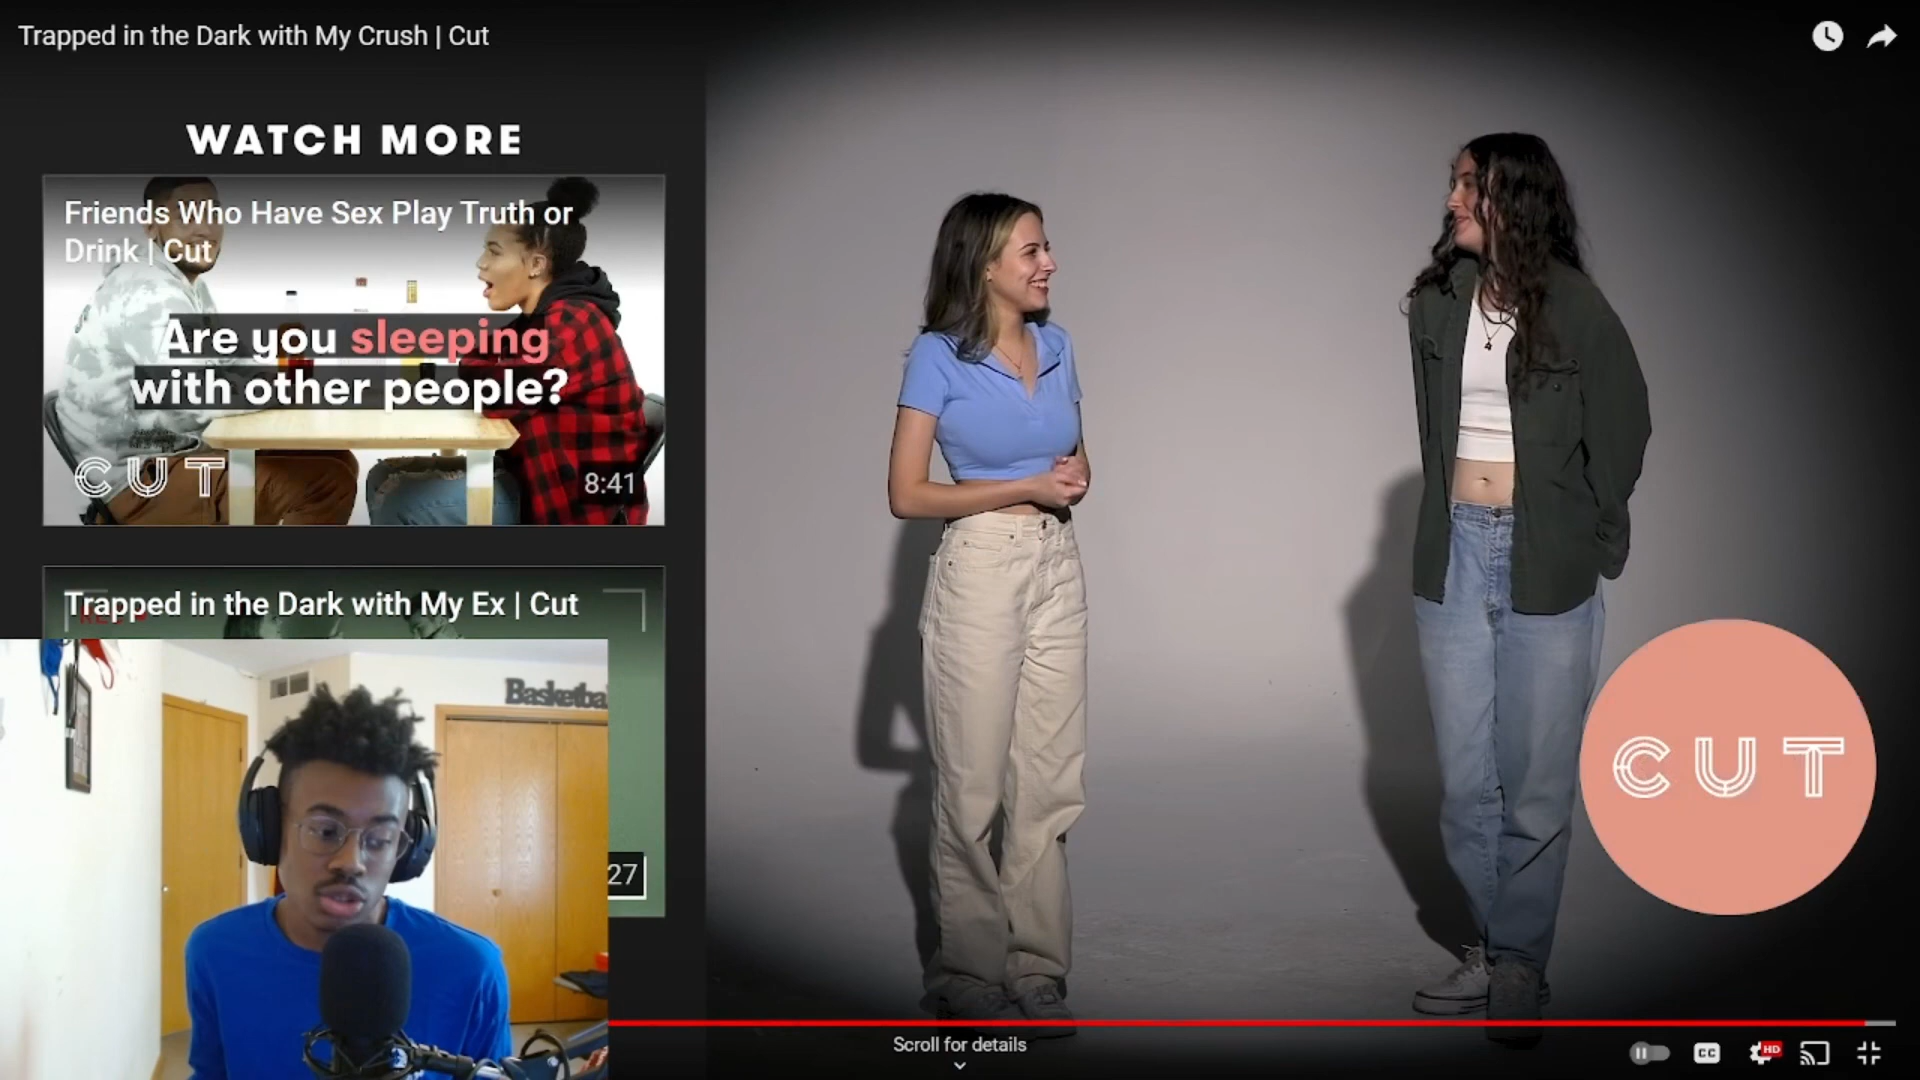 Trapped in the Dark with My Crush | Cut
WATCH MORE
Friends Who Have Sex Play Truth or
Drink | Cut
Are you sleeping
with other people?
CUT
8:41
Trapped in the Dark with My Ex | Cut
27
CUT
Scroll for details
CC
HD